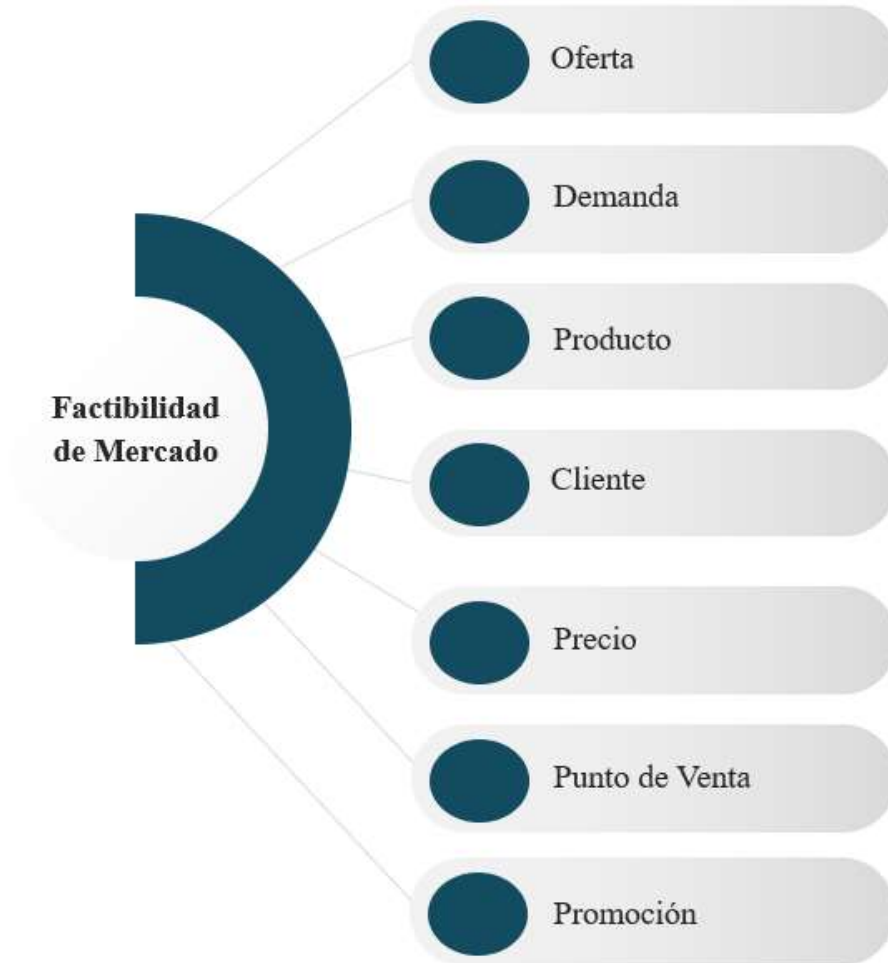 Factibilidad
de Mercado
Oferta
Demanda
Producto
Cliente
Precio
Punto de Venta
Promoción